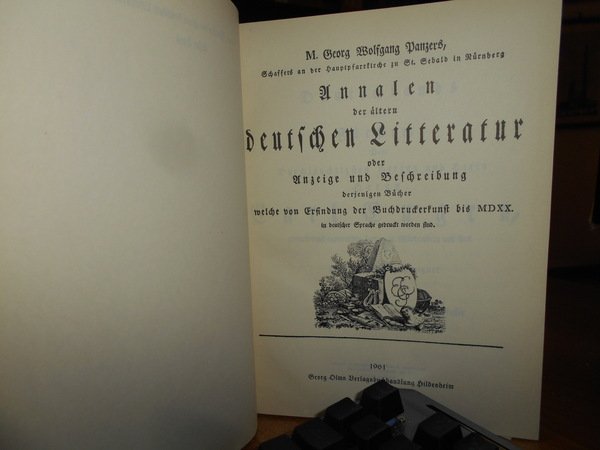 M. Georg Wolfgang Panzers,
Schaffers an der Hauptpfarrkirche zu St. Sebald in Nürnberg
Annalen
der ältern
deutschen Litteratur
oder
Anzeige und Beschreibung
derjenigen Bücher
welche von Erfindung der Buchdruckerkunst bis MDXX.
in deutscher Sprache gedruckt worden sind.
1961
Georg Olms Verlagsbuchhandlung Hildesheim